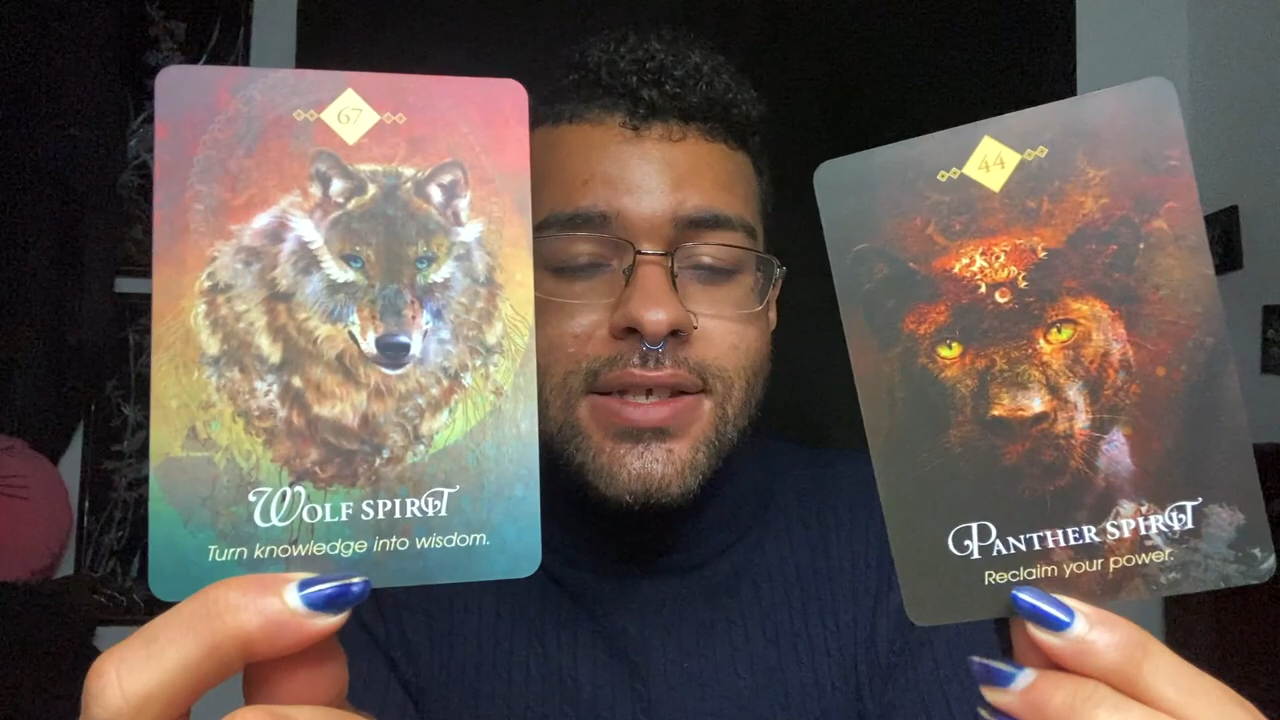 67
WOLF SPIRIT
Turn knowledge into wisdom.
44
PANTHER SPIRIT
Reclaim your power.